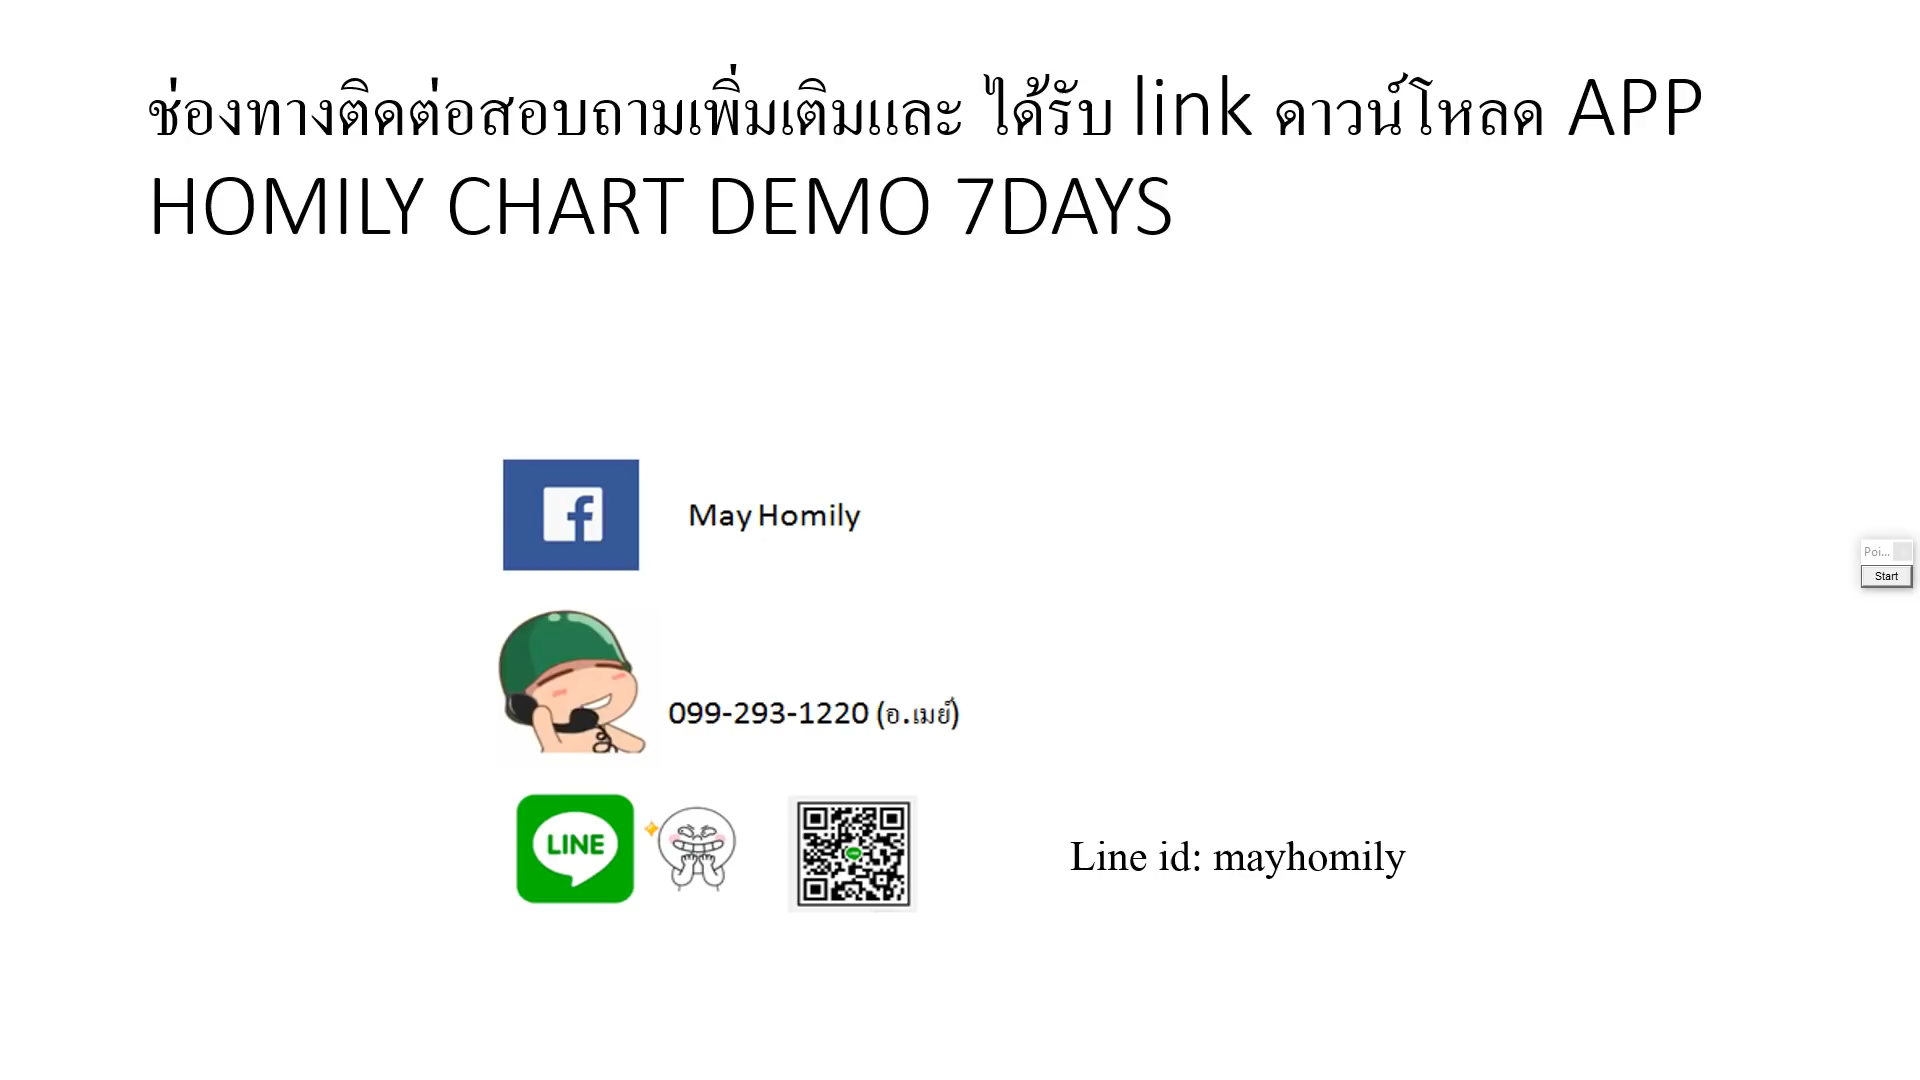 ช่องทางติดต่อสอบถามเพิ่มเติมและ ได้รับ link ดาวน์โหลด APP
HOMILY CHART DEMO 7DAYS
May Homily
Poi...
Start
099-293-1220 (อ.เมย์)
LINE
Line id: mayhomily